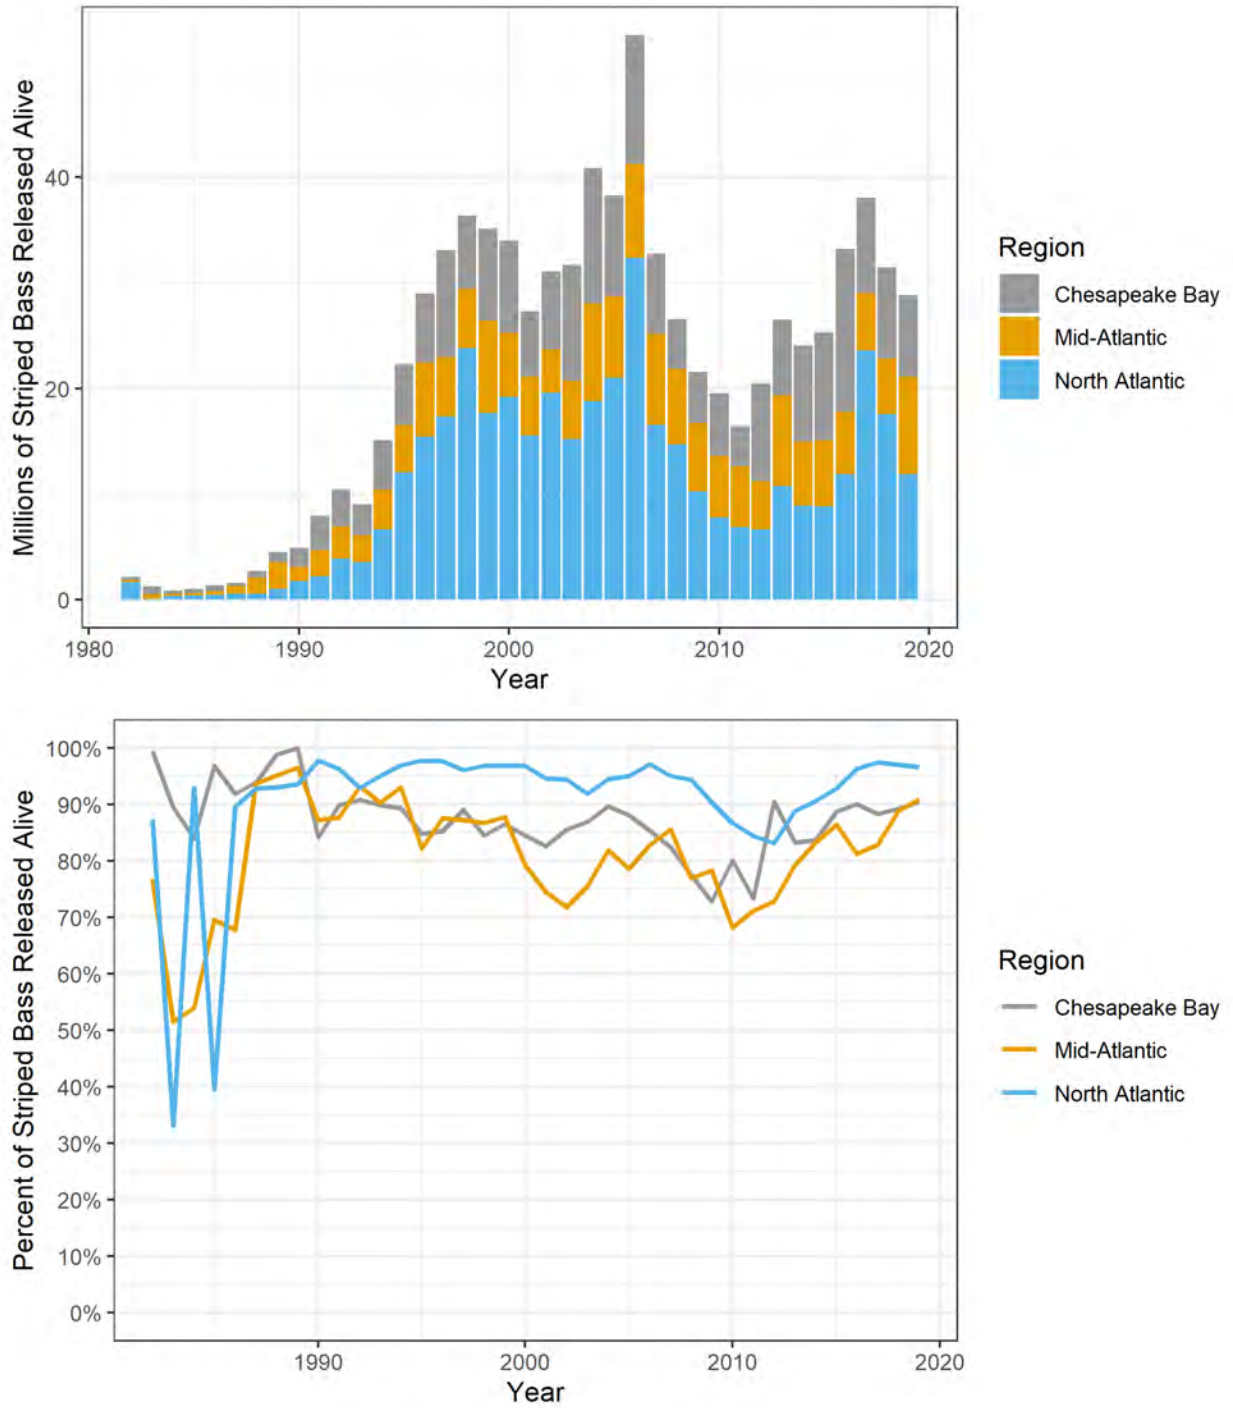 Millions of Striped Bass Released Alive
40
20
0
1980
1990
2000
2010
2020
Year
Region
Chesapeake Bay
Mid-Atlantic
North Atlantic
Percent of Striped Bass Released Alive
100%
90%
80%
70%
60%
50%
40%
30%
20%
10%
0%
1990
2000
2010
2020
Year
Region
Chesapeake Bay
Mid-Atlantic
North Atlantic